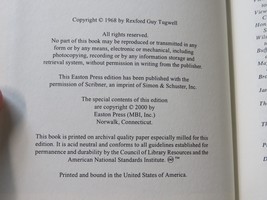 Copyright © 1968 by Rexford Guy Tugwell
All rights reserved.
No part of this book may be reproduced or transmitted in any
form or by any means, electronic or mechanical, including
photocopying, recording or by any information storage and
retrieval system, without permission in writing from the publisher.
This Easton Press edition has been published with the
permission of Scribner, an imprint of Simon & Schuster, Inc.
The special contents of this edition
are copyright © 2000 by
Easton Press (MBI, Inc.)
Norwalk, Connecticut.
This book is printed on archival quality paper especially milled for this
edition. It is acid neutral and conforms to all guidelines established for
permanence and durability by the Council of Library Resources and the
American National Standards Institute. ∞™
Printed and bound in the United States of America.